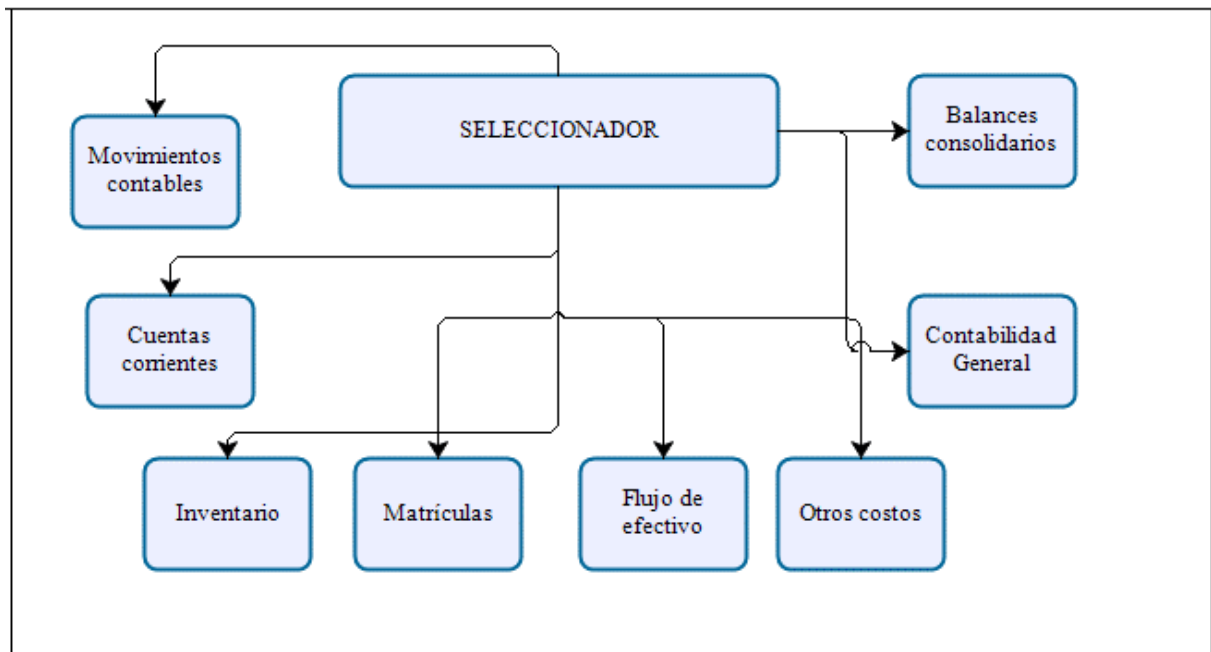 SELECCIONADOR
Balances
consolidarios
Movimientos
contables
Cuentas
corrientes
Contabilidad
General
Inventario
Matrículas
Flujo de
efectivo
Otros costos